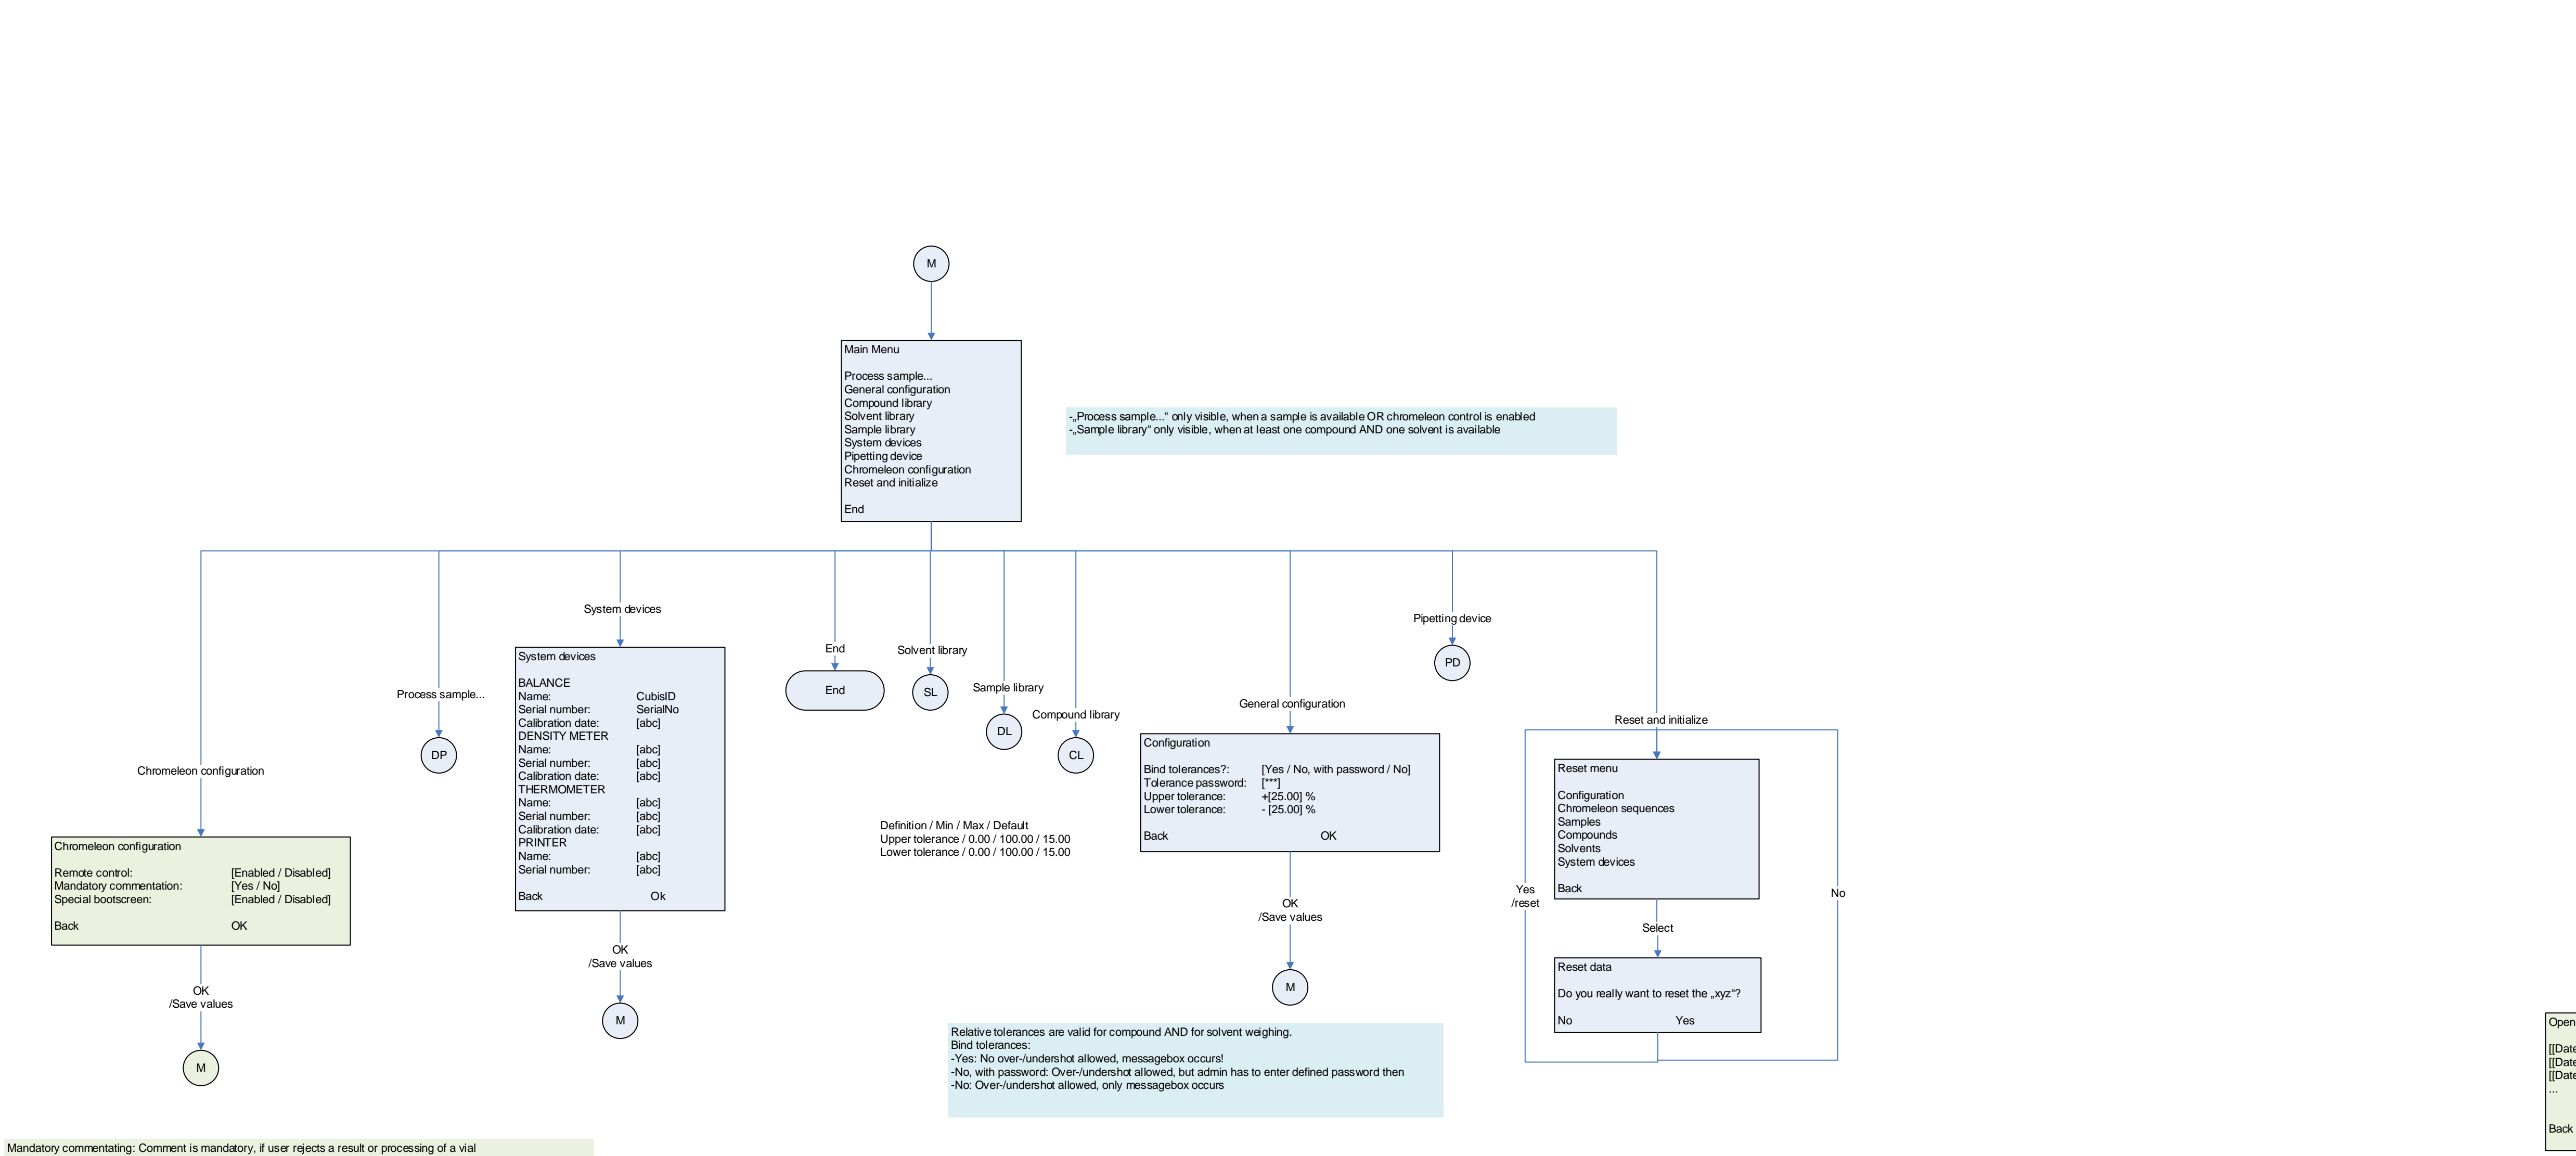 M
Main Menu
Process sample...
General configuration
Compound library
Solvent library
Sample library
System devices
Pipetting device
Chromeleon configuration
Reset and initialize
End
-„Process sample...“ only visible, when a sample is available OR chromeleon control is enabled
-„Sample library“ only visible, when at least one compound AND one solvent is available
Chromeleon configuration
Chromeleon configuration
Remote control: [Enabled / Disabled]
Mandatory commentation: [Yes / No]
Special bootscreen: [Enabled / Disabled]
Back OK
OK
/Save values
M
Mandatory commentating: Comment is mandatory, if user rejects a result or processing of a vial
Process sample...
DP
System devices
System devices
BALANCE
Name: CubisID
Serial number: SerialNo
Calibration date: [abc]
DENSITY METER
Name: [abc]
Serial number: [abc]
Calibration date: [abc]
THERMOMETER
Name: [abc]
Serial number: [abc]
Calibration date: [abc]
PRINTER
Name: [abc]
Serial number: [abc]
Back Ok
OK
/Save values
M
End
End
Solvent library
SL
Sample library
DL
Compound library
CL
Definition / Min / Max / Default
Upper tolerance / 0.00 / 100.00 / 15.00
Lower tolerance / 0.00 / 100.00 / 15.00
General configuration
Configuration
Bind tolerances?: [Yes / No, with password / No]
Tolerance password: [***]
Upper tolerance: +[25.00] %
Lower tolerance: - [25.00] %
Back OK
OK
/Save values
M
Relative tolerances are valid for compound AND for solvent weighing.
Bind tolerances:
-Yes: No over-/undershot allowed, messagebox occurs!
-No, with password: Over-/undershot allowed, but admin has to enter defined password then
-No: Over-/undershot allowed, only messagebox occurs
Pipetting device
PD
Reset and initialize
Reset menu
Configuration
Chromeleon sequences
Samples
Compounds
Solvents
System devices
Back
Yes
/reset
No
Select
Reset data
Do you really want to reset the „xyz“?
No Yes
Open
[[Date
[[Date
[[Date
...
Back